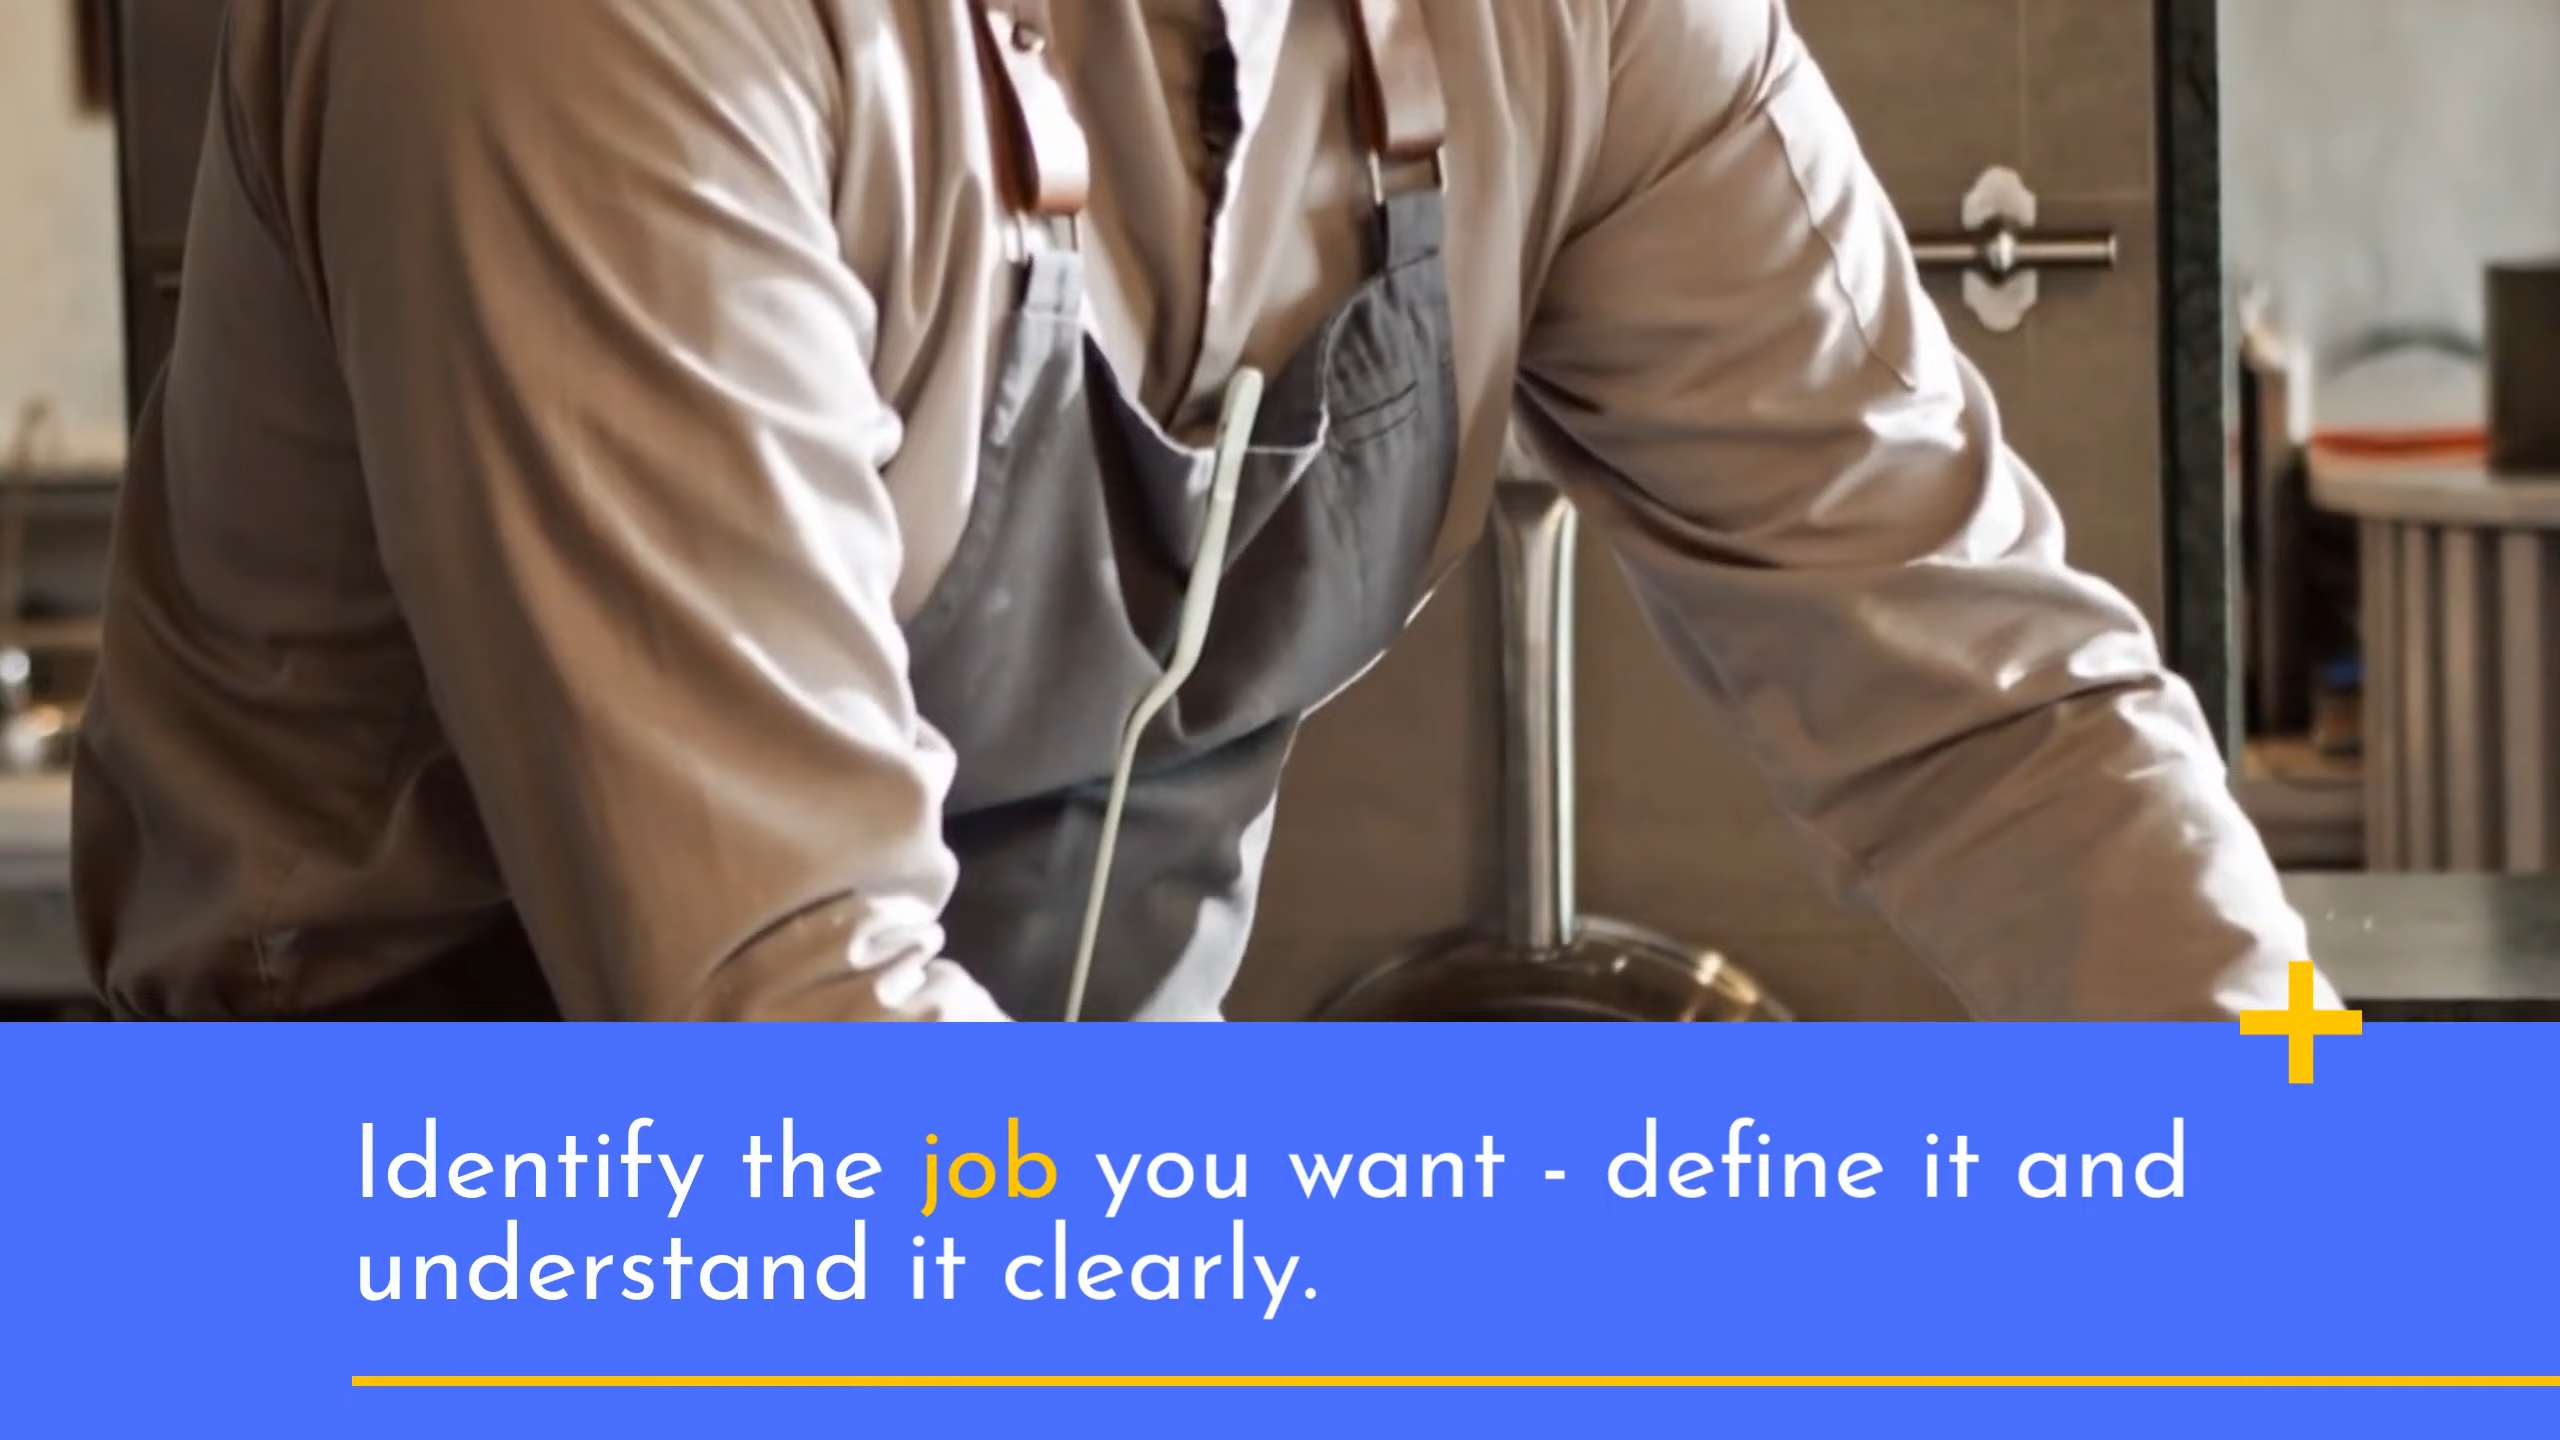 Identify the job you want - define it and
understand it clearly.